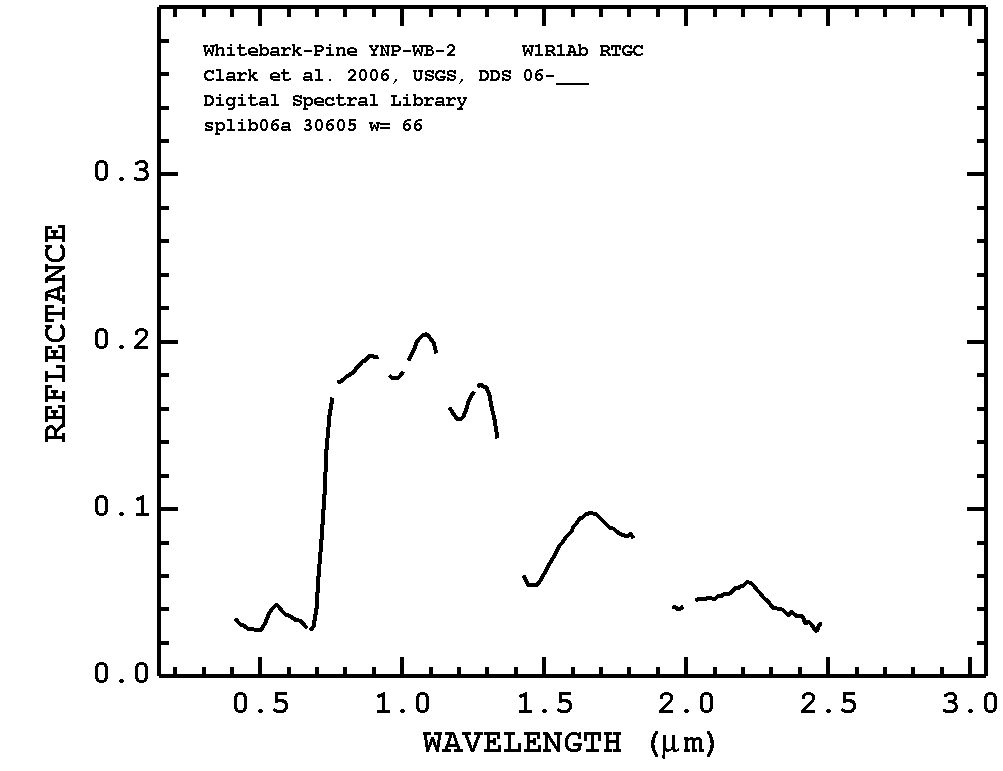 Whitebark-Pine YNP-WB-2 W1R1Ab RTGC
Clark et al. 2006, USGS, DDS 06-___
Digital Spectral Library
splib06a 30605 w= 66
REFLECTANCE
0.3
0.2
0.1
0.0
0.5 1.0 1.5 2.0 2.5 3.0
WAVELENGTH (μm)